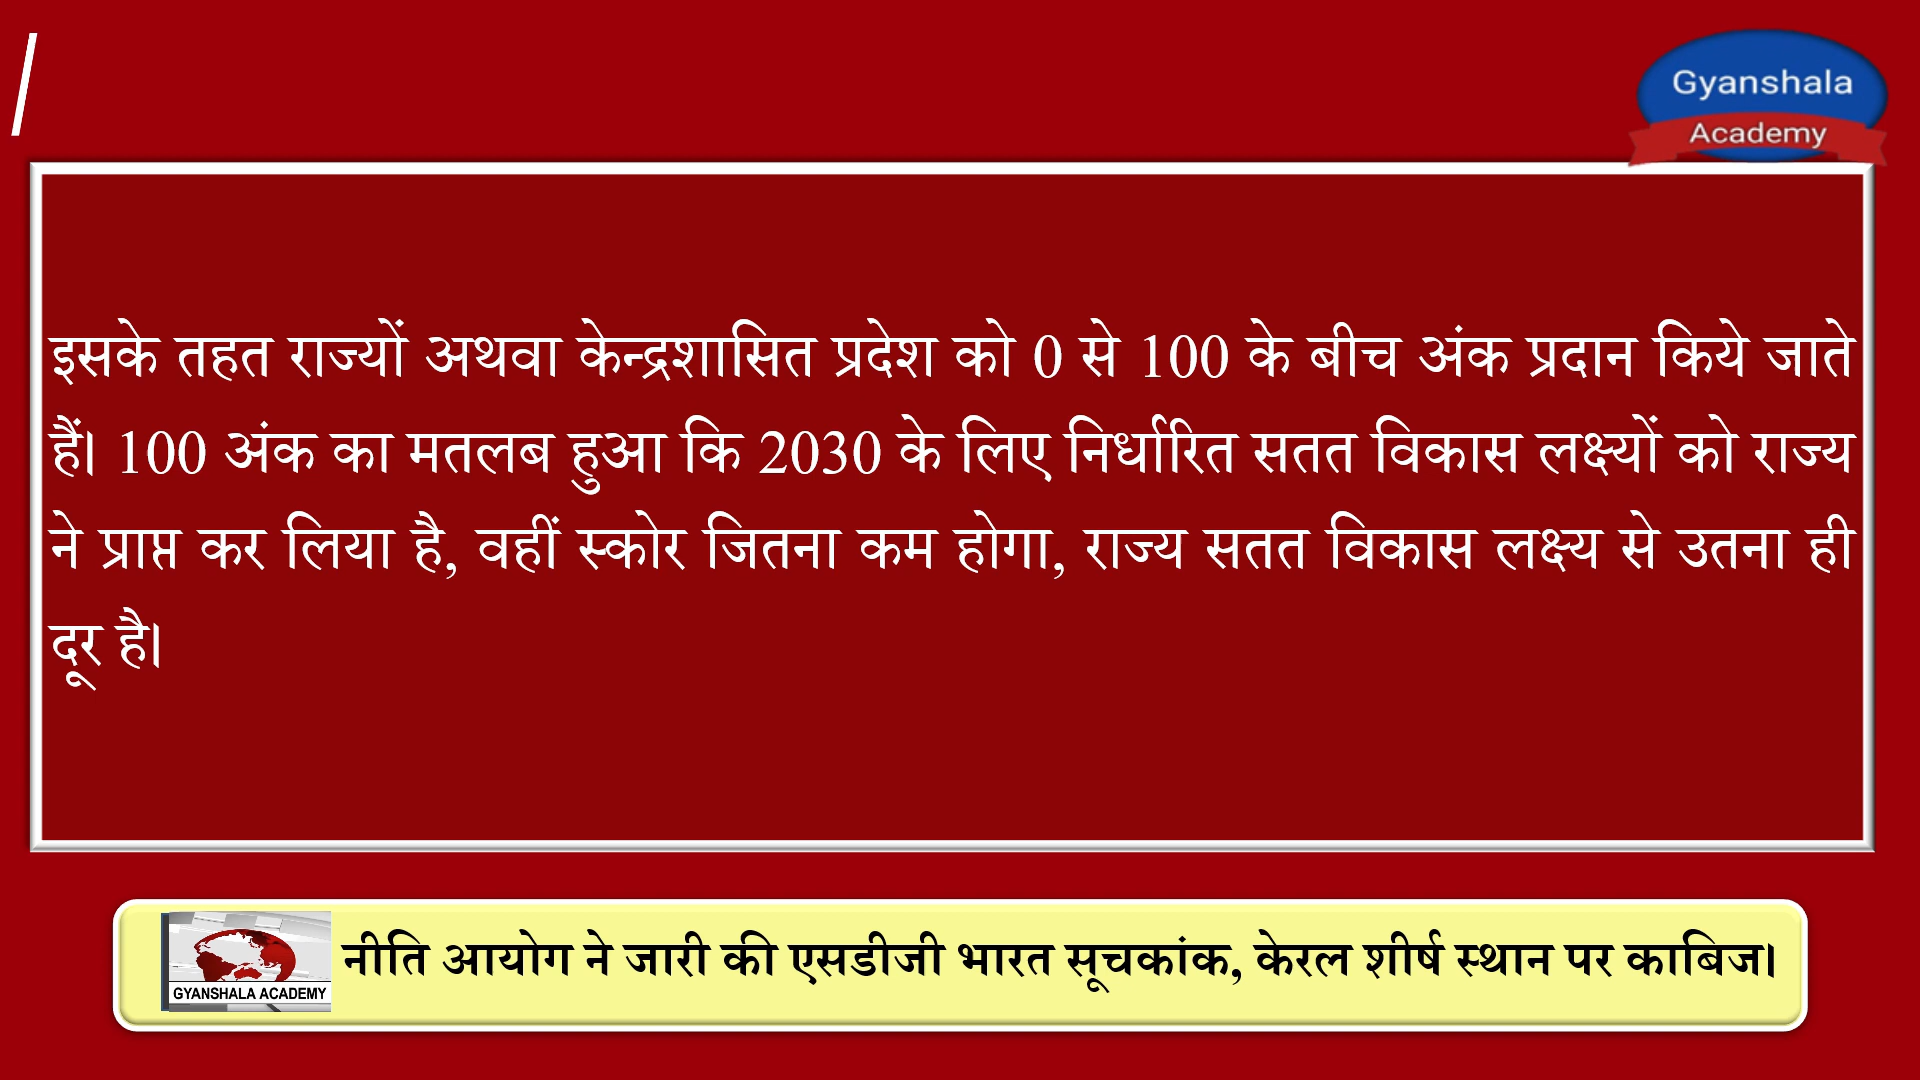 /
Gyanshala
Academy
इसके तहत राज्यों अथवा केन्द्रशासित प्रदेश को 0 से 100 के बीच अंक प्रदान किये जाते
हैं। 100 अंक का मतलब हुआ कि 2030 के लिए निर्धारित सतत विकास लक्ष्यों को राज्य
ने प्राप्त कर लिया है, वहीं स्कोर जितना कम होगा, राज्य सतत विकास लक्ष्य से उतना ही
दूर है।
GYANSHALA ACADEMY
नीति आयोग ने जारी की एसडीजी भारत सूचकांक, केरल शीर्ष स्थान पर काबिज।